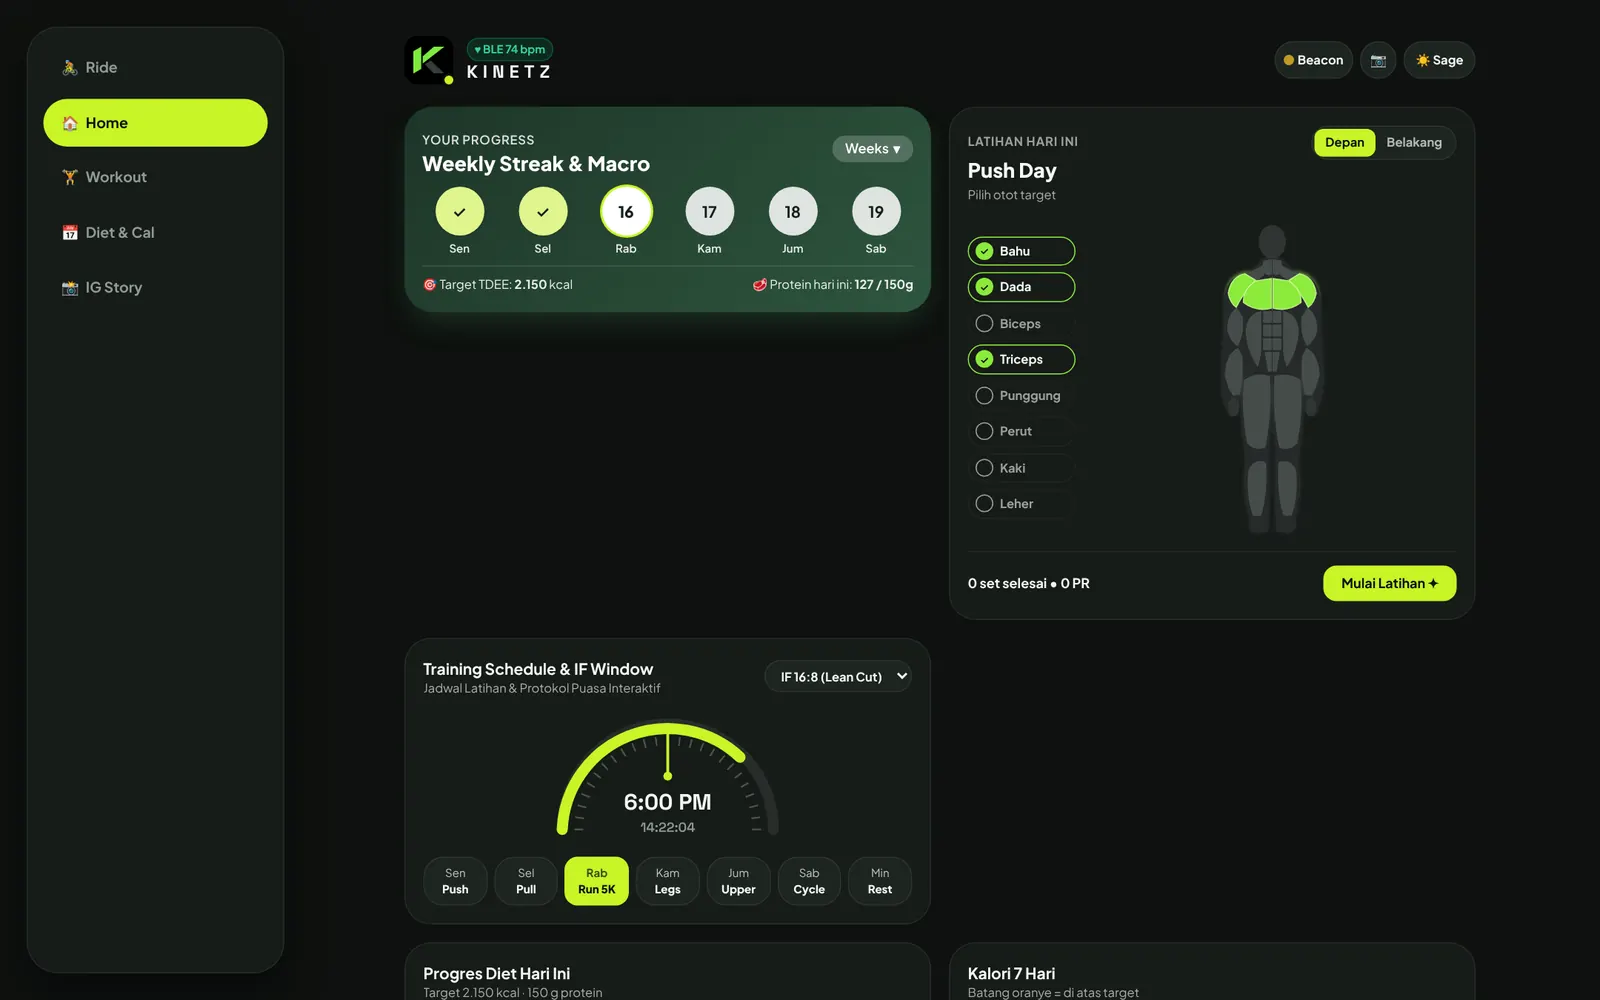 Ride
Home
Workout
Diet & Cal
IG Story
♥ BLE 74 bpm
KINETZ
Beacon
Sage
YOUR PROGRESS
Weekly Streak & Macro
Weeks ▾
✓ ✓ 16 17 18 19
Sen Sel Rab Kam Jum Sab
Target TDEE: 2.150 kcal
Protein hari ini: 127 / 150g
LATIHAN HARI INI
Push Day
Pilih otot target
Depan Belakang
Bahu
Dada
Biceps
Triceps
Punggung
Perut
Kaki
Leher
0 set selesai • 0 PR
Mulai Latihan ✦
Training Schedule & IF Window
Jadwal Latihan & Protokol Puasa Interaktif
IF 16:8 (Lean Cut)
6:00 PM
14:22:04
Sen Sel Rab Kam Jum Sab Min
Push Pull Run 5K Legs Upper Cycle Rest
Progres Diet Hari Ini
Target 2.150 kcal · 150 g protein
Kalori 7 Hari
Batang oranye = di atas target